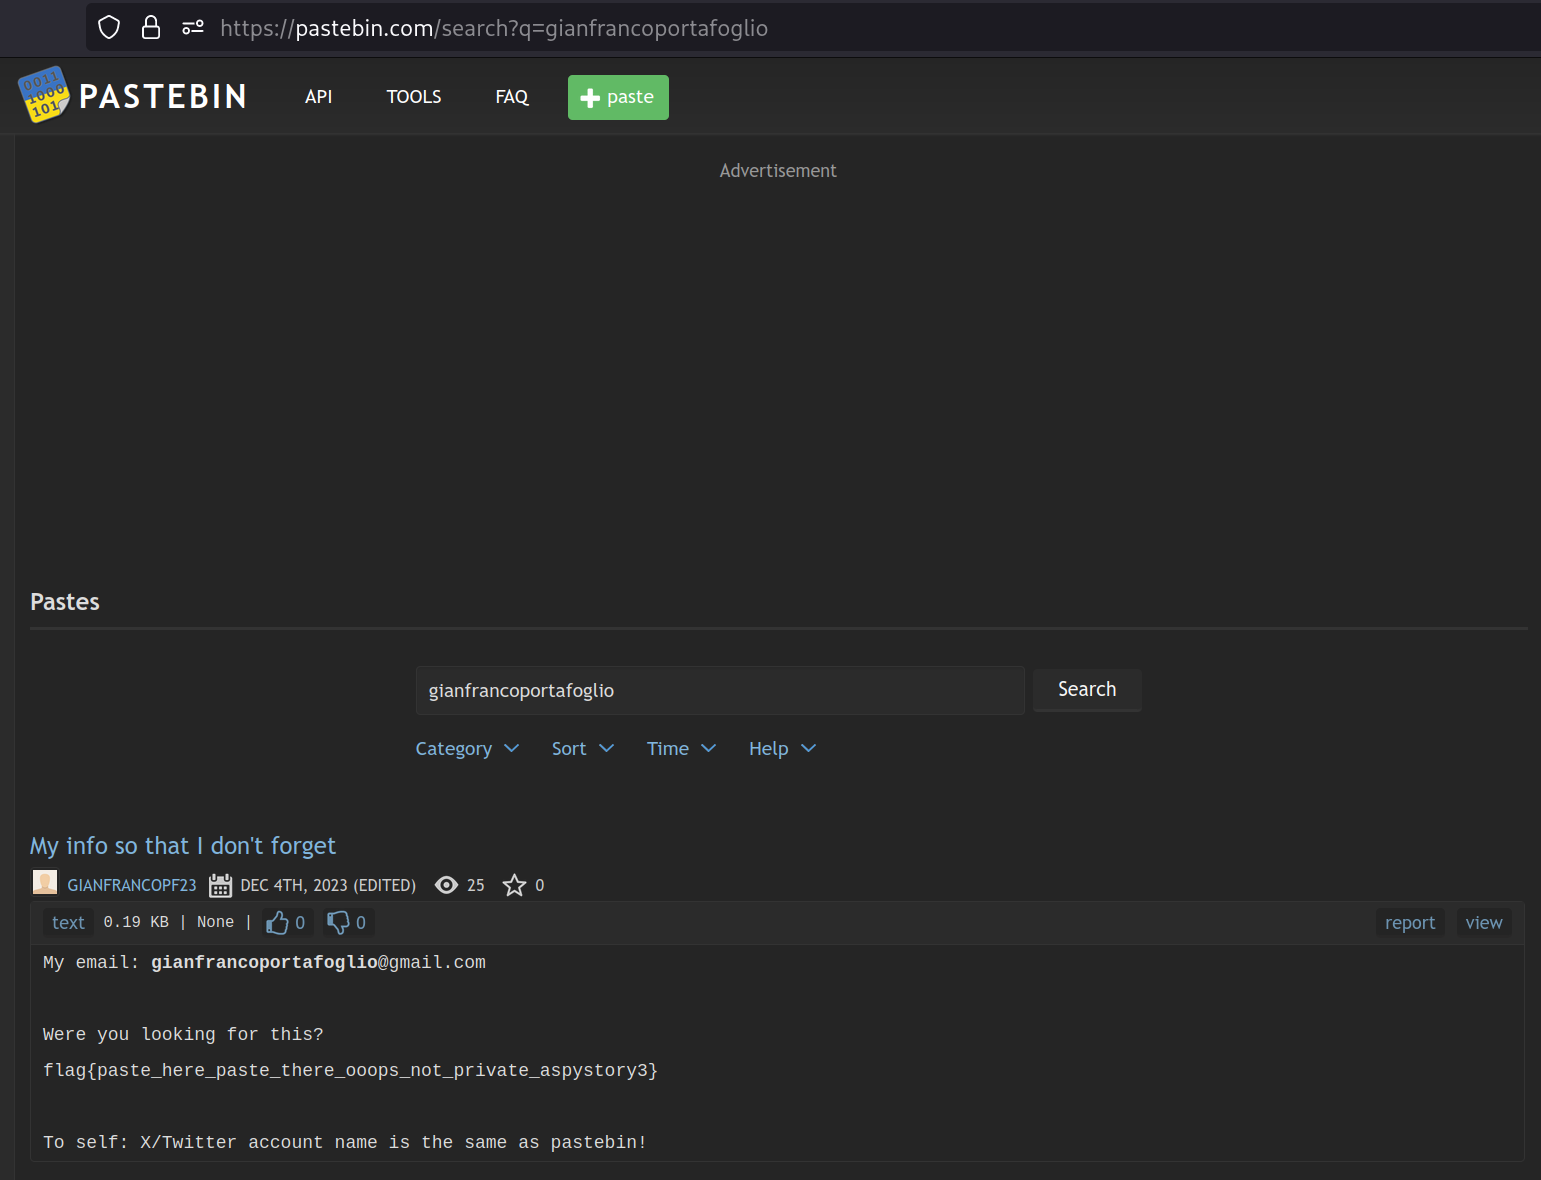 https://pastebin.com/search?q=gianfrancoportafoglio
0011 1000 101 PASTEBIN API TOOLS FAQ paste
Advertisement
Pastes
gianfrancoportafoglio Search
Category Sort Time Help
My info so that I don't forget
GIANFRANCOPF23 DEC 4TH, 2023 (EDITED) 25 0
text 0.19 KB | None | 0 0 report view
My email: gianfrancoportafoglio@gmail.com
Were you looking for this?
flag{paste_here_paste_there_ooops_not_private_aspystory3}
To self: X/Twitter account name is the same as pastebin!